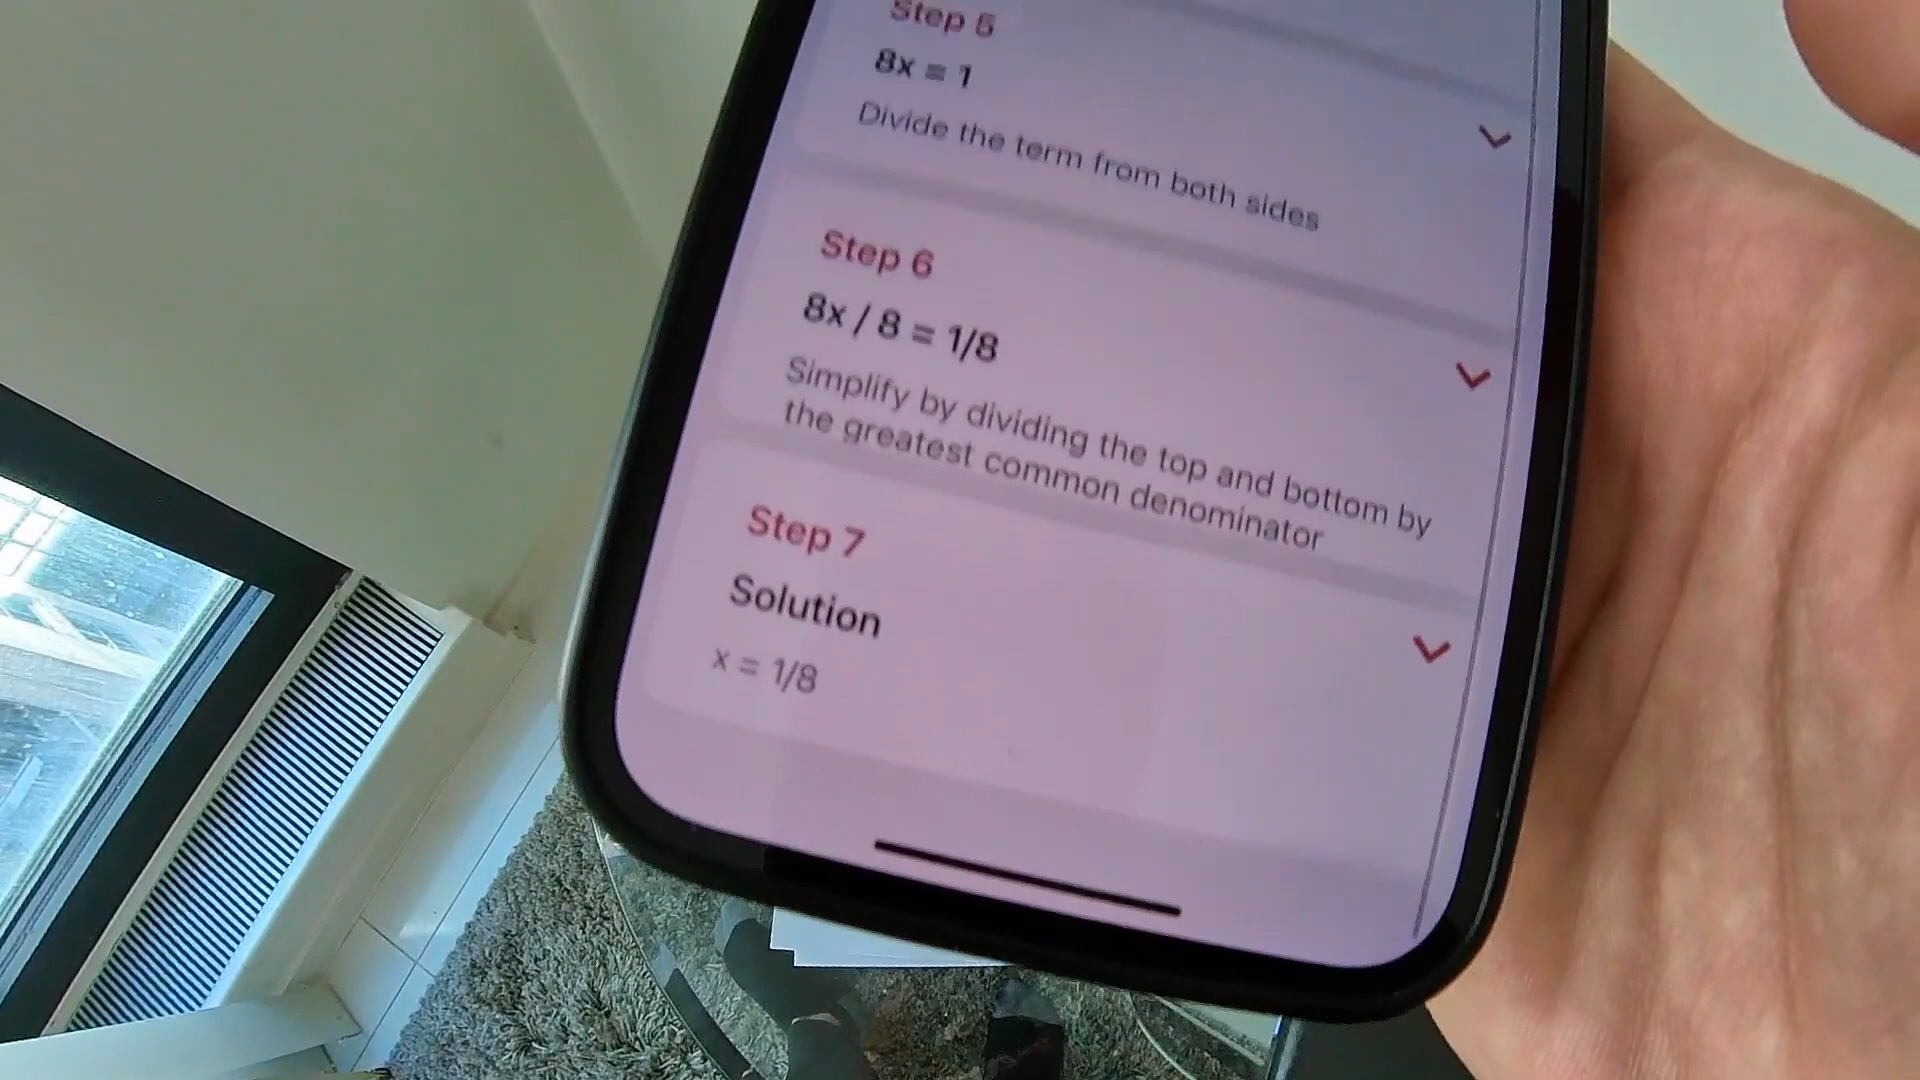 Step 5
8x = 1
Divide the term from both sides
Step 6
8x / 8 = 1/8
Simplify by dividing the top and bottom by
the greatest common denominator
Step 7
Solution
x = 1/8